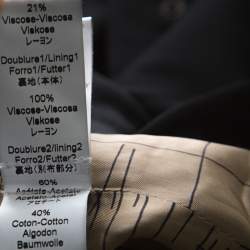 21%
Viscose-Viscosa
Viskose
レーヨン
Doublure1/Lining1
Forro1/Futter1
裏地(本体)
100%
Viscose-Viscosa
Viskose
レーヨン
Doublure2/lining2
Forro2/Futter2
裏地(別布部分)
60%
Acétate-Acetato
40%
Coton-Cotton
Algodon
Baumwolle